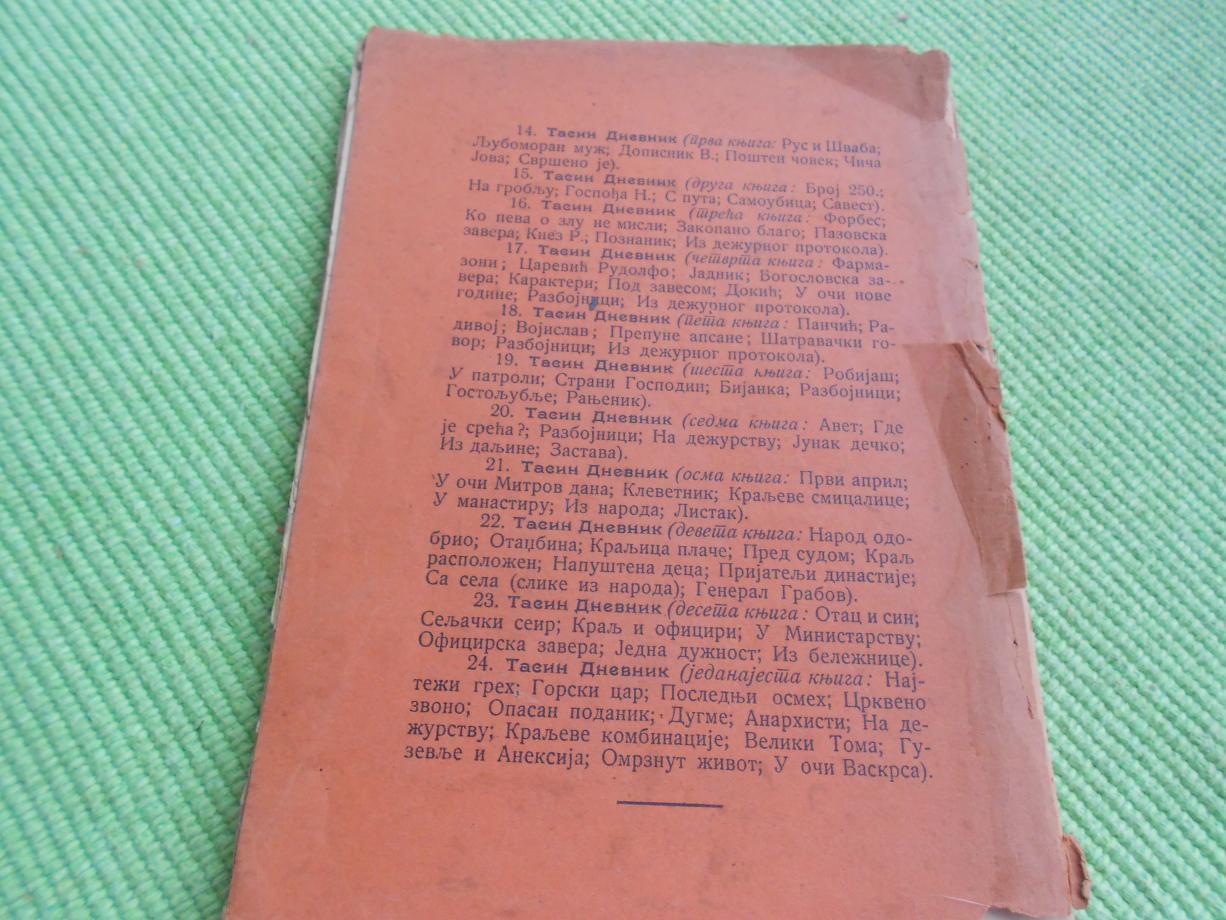 14. Тасин Дневник (прва књига: Рус и Шваба;
Љубоморан муж; Дописник В.; Поштен човек; Чича
Јова; Свршено је).
15. Тасин Дневник (друга књига: Број 250.;
На гробљу; Госпођа Н.; С пута; Самоубица; Савест).
16. Тасин Дневник (трећа књига: Форбес;
Ко пева о злу не мисли; Закопано благо; Пазовска
завера; Кнез Р.; Познаник; Из дежурног протокола).
17. Тасин Дневник (четврта књига: Фарма-
зони; Царевић Рудолфо; Јадник; Богословска за-
вера; Карактери; Под завесом; Докић; У очи нове
године; Разбојници; Из дежурног протокола).
18. Тасин Дневник (пета књига: Панчић; Ра-
дивој; Војислав; Препуне апсане; Шатравачки го-
вор; Разбојници; Из дежурног протокола).
19. Тасин Дневник (шеста књига: Робијаш;
У патроли; Страни Господин; Бијанка; Разбојници;
Гостољубље; Рањеник).
20. Тасин Дневник (седма књига: Авет; Где
је срећа?; Разбојници; На дежурству; Јунак дечко;
Из даљине; Застава).
21. Тасин Дневник (осма књига: Први април;
У очи Митров дана; Клеветник; Краљеве смицалице;
У манастиру; Из народа; Листак).
22. Тасин Дневник (девета књига: Народ одо-
брио; Отаџбина; Краљица плаче; Пред судом; Краљ
расположен; Напуштена деца; Пријатељи династије;
Са села (слике из народа); Генерал Грабов).
23. Тасин Дневник (десета књига: Отац и син;
Сељачки сеир; Краљ и официри; У Министарству;
Официрска завера; Једна дужност; Из бележнице).
24. Тасин Дневник (једанајеста књига: Нај-
тежи грех; Горски цар; Последњи осмех; Црквено
звоно; Опасан поданик; Дугме; Анархисти; На де-
журству; Краљеве комбинације; Велики Тома; Гу-
зевље и Анексија; Омрзнут живот; У очи Васкрса).